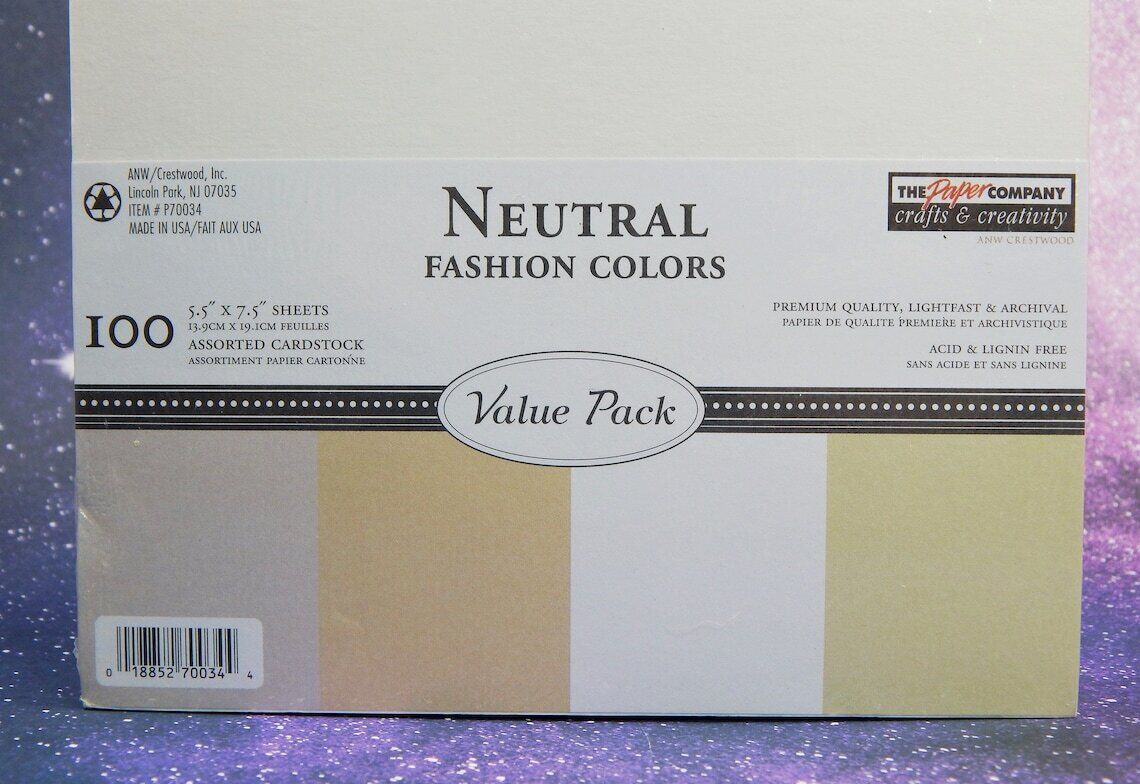 ANW/Crestwood, Inc.
Lincoln Park, NJ 07035
ITEM # P70034
MADE IN USA/FAIT AUX USA
NEUTRAL
FASHION COLORS
THE Paper COMPANY
crafts & creativity
ANW CRESTWOOD
100
5.5" X 7.5" SHEETS
13.9CM X 19.1CM FEUILLES
ASSORTED CARDSTOCK
ASSORTIMENT PAPIER CARTONNE
PREMIUM QUALITY, LIGHTFAST & ARCHIVAL
PAPIER DE QUALITE PREMIERE ET ARCHIVISTIQUE
ACID & LIGNIN FREE
SANS ACIDE ET SANS LIGNINE
Value Pack
0 18852 70034 4